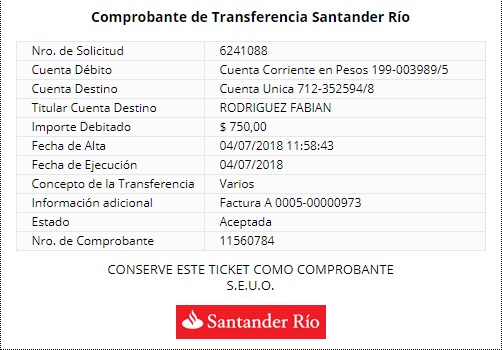 Comprobante de Transferencia Santander Río
Nro. de Solicitud 6241088
Cuenta Débito Cuenta Corriente en Pesos 199-003989/5
Cuenta Destino Cuenta Unica 712-352594/8
Titular Cuenta Destino RODRIGUEZ FABIAN
Importe Debitado $ 750,00
Fecha de Alta 04/07/2018 11:58:43
Fecha de Ejecución 04/07/2018
Concepto de la Transferencia Varios
Información adicional Factura A 0005-00000973
Estado Aceptada
Nro. de Comprobante 11560784
CONSERVE ESTE TICKET COMO COMPROBANTE
S.E.U.O.
Santander Río